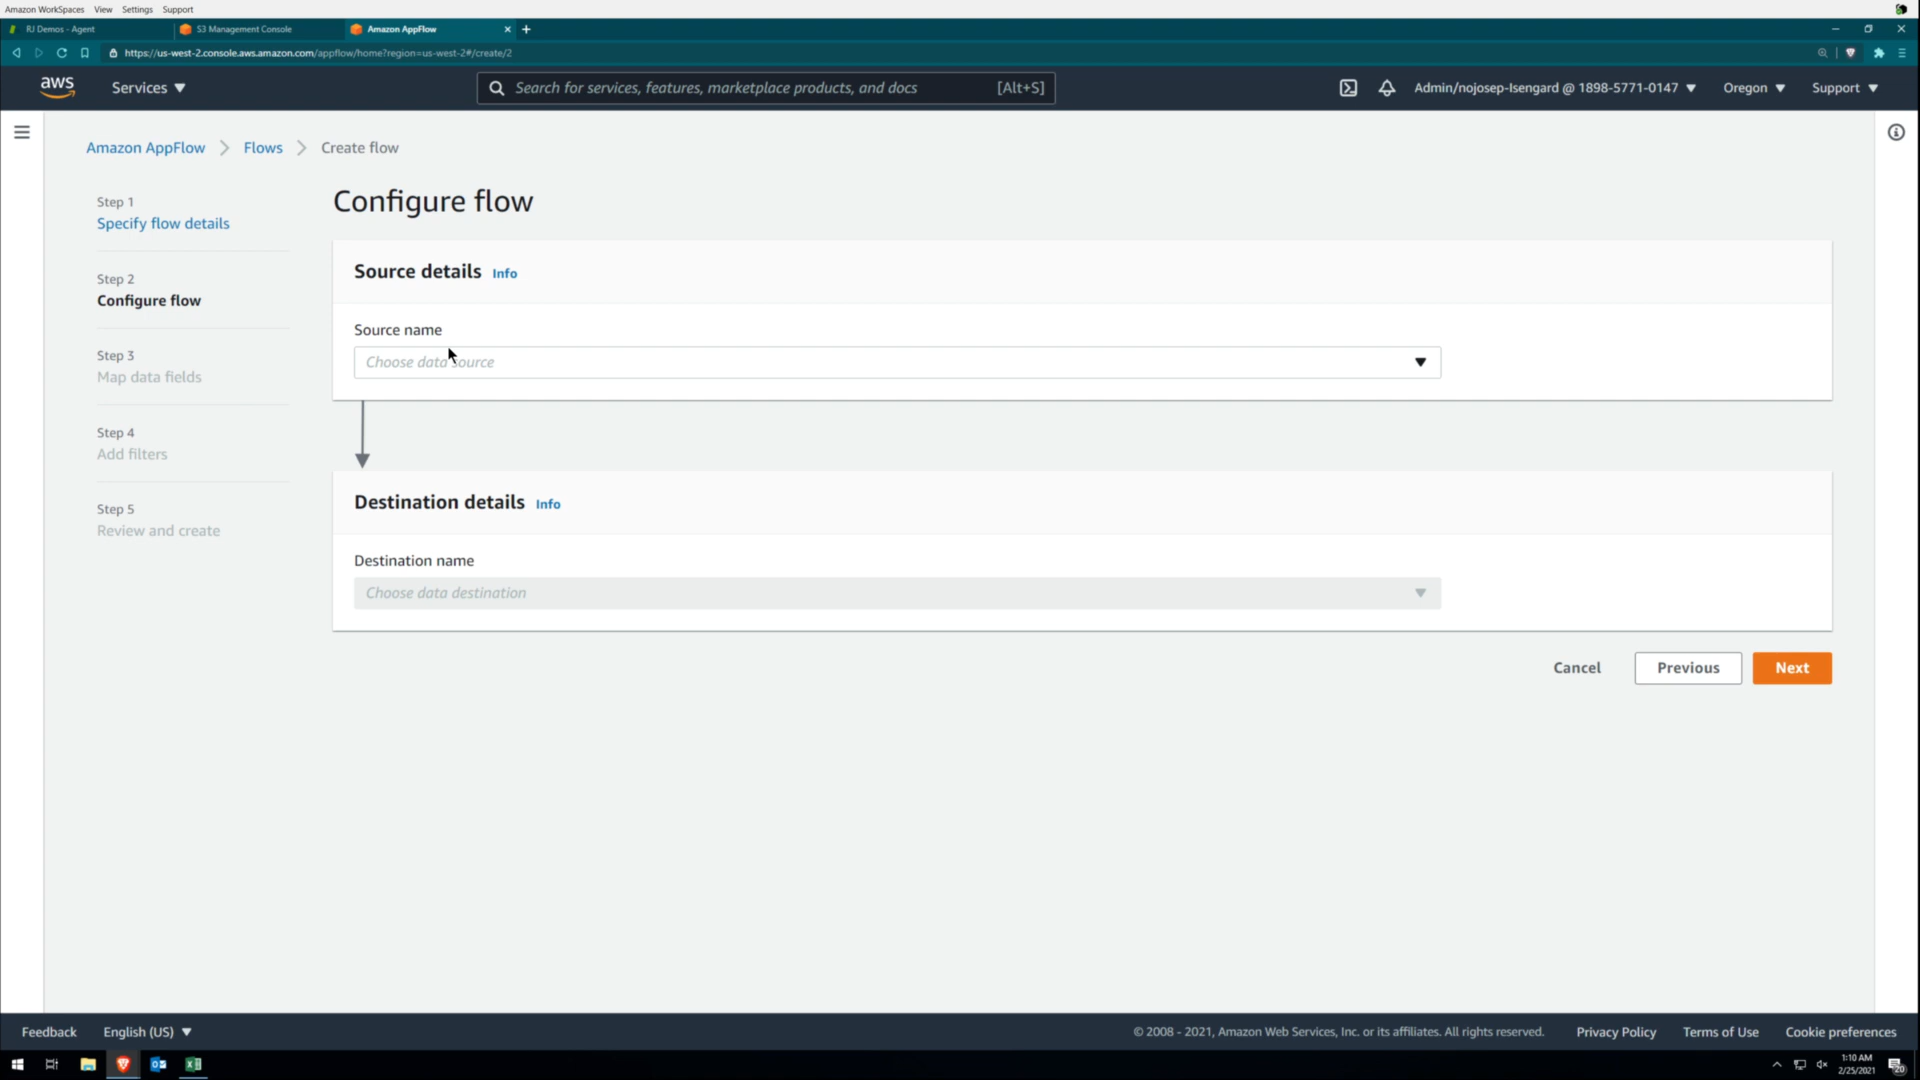 Amazon WorkSpaces View Settings Support
RJ Demos - Agent S3 Management Console Amazon AppFlow
https://us-west-2.console.aws.amazon.com/appflow/home?region=us-west-2#/create/2
aws Services Search for services, features, marketplace products, and docs [Alt+S] Admin/nojosep-Isengard @ 1898-5771-0147 Oregon Support
Amazon AppFlow Flows Create flow
Step 1
Specify flow details
Step 2
Configure flow
Step 3
Map data fields
Step 4
Add filters
Step 5
Review and create
Configure flow
Source details Info
Source name
Choose data source
Destination details Info
Destination name
Choose data destination
Cancel Previous Next
Feedback English (US) © 2008 - 2021, Amazon Web Services, Inc. or its affiliates. All rights reserved. Privacy Policy Terms of Use Cookie preferences
1:10 AM
2/25/2021
20